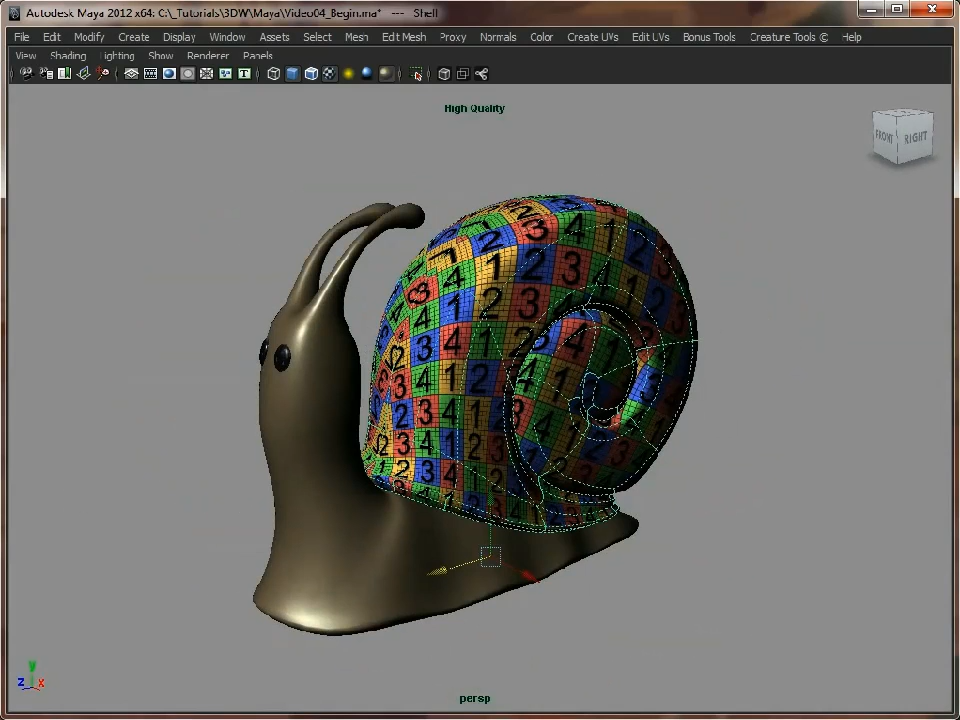 Autodesk Maya 2012 x64: C:\_Tutorials\3DW\Maya\Video04_Begin.ma* --- Shell
File Edit Modify Create Display Window Assets Select Mesh Edit Mesh Proxy Normals Color Create UVs Edit UVs Bonus Tools Creature Tools © Help
View Shading Lighting Show Renderer Panels
High Quality
FRONT RIGHT
y
z x
persp